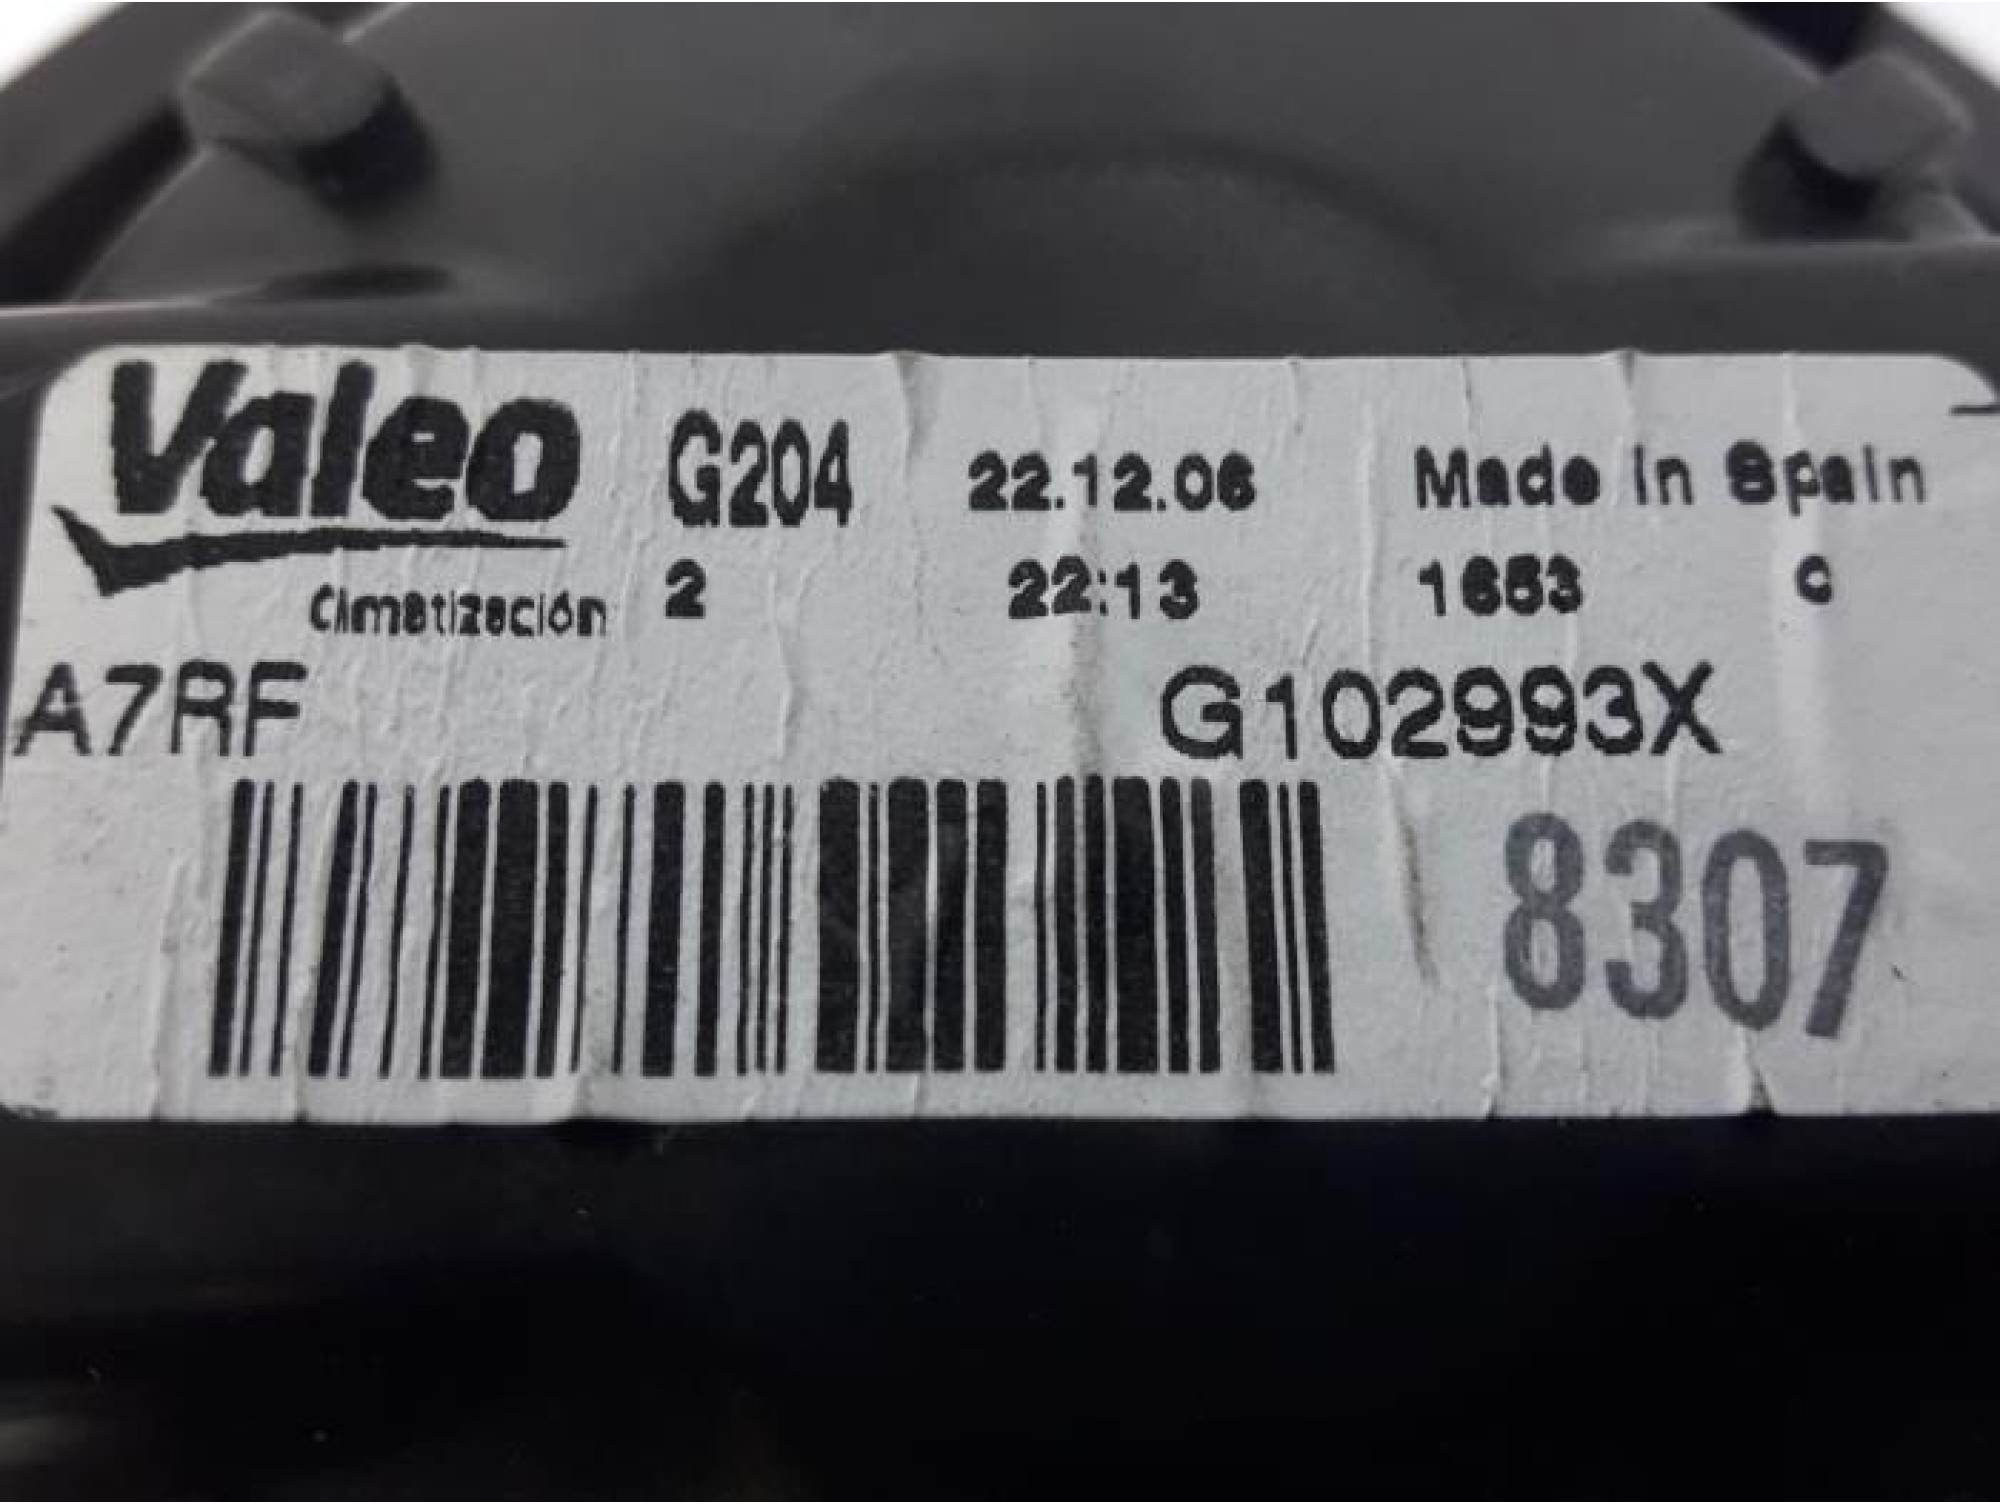 Valeo G204 22.12.06 Made in Spain
Climatización 2 22:13 1653 C
A7RF G102993X
8307